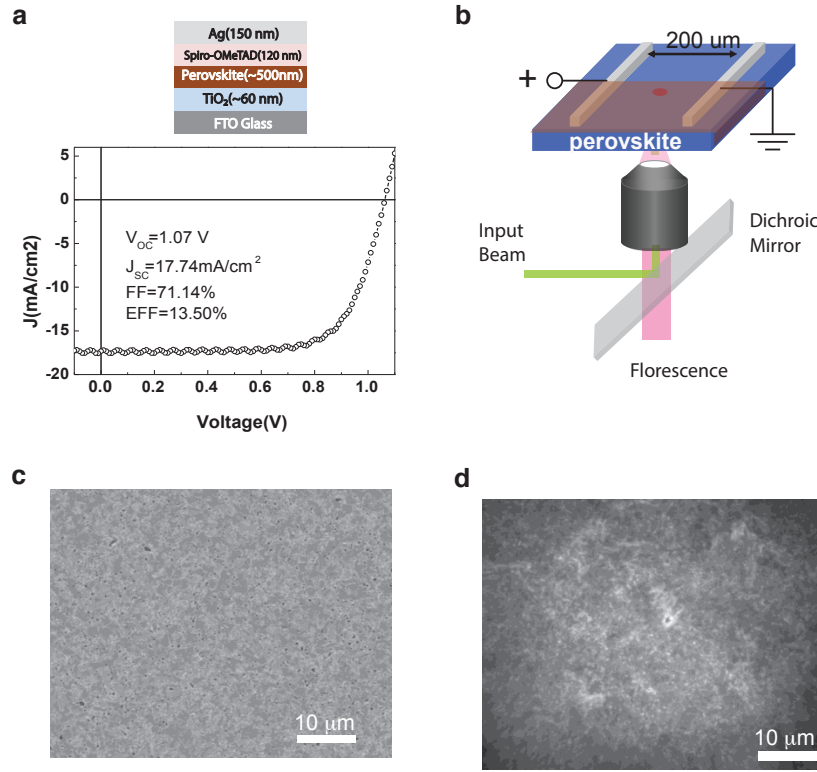 a
Ag(150 nm)
Spiro-OMeTAD(120 nm)
Perovskite(~500nm)
TiO₂(~60 nm)
FTO Glass
5
0
-5
-10
-15
-20
J(mA/cm2)
V_OC=1.07 V
J_SC=17.74mA/cm²
FF=71.14%
EFF=13.50%
0.0 0.2 0.4 0.6 0.8 1.0
Voltage(V)
b
200 um
+
perovskite
Input
Beam
Dichroic
Mirror
Florescence
c
10 μm
d
10 μm